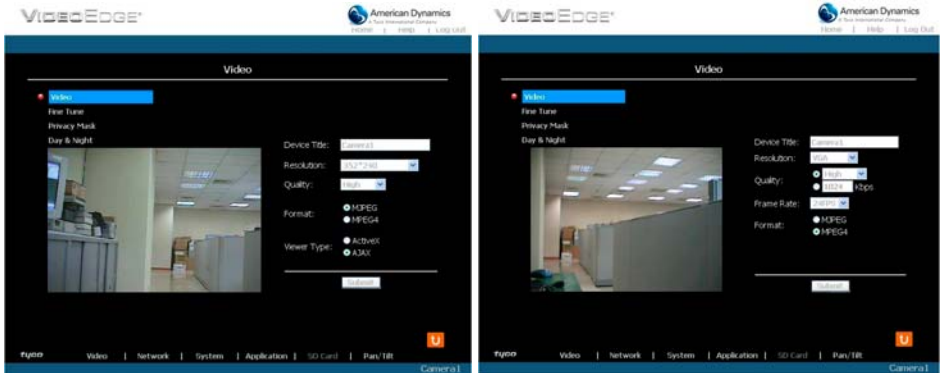 VIDEOEDGE
American Dynamics
A Tyco International Company
Home | Help | Log Out
Video
Video
Fine Tune
Privacy Mask
Day & Night
Device Title: Camera1
Resolution: 352*240
Quality: High
Format: MJPEG
MPEG4
Viewer Type: ActiveX
AJAX
Submit
tyco Video | Network | System | Application | SD Card | Pan/Tilt
Camera1
VIDEOEDGE
American Dynamics
A Tyco International Company
Home | Help | Log Out
Video
Video
Fine Tune
Privacy Mask
Day & Night
Device Title: Camera1
Resolution: VGA
Quality: High
1024 Kbps
Frame Rate: 24FPS
Format: MJPEG
MPEG4
Submit
tyco Video | Network | System | Application | SD Card | Pan/Tilt
Camera1